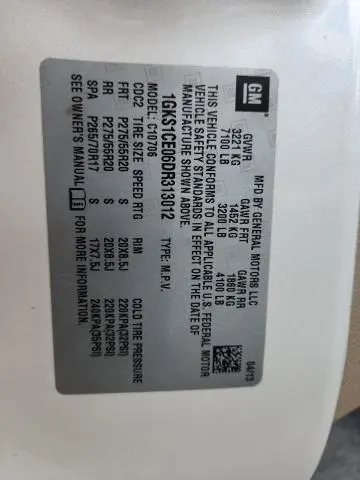 GM
MFD BY GENERAL MOTORS LLC
04/13
GVWR GAWR FRT GAWR RR
3221 KG 1452 KG 1860 KG
7100 LB 3200 LB 4100 LB
THIS VEHICLE CONFORMS TO ALL APPLICABLE U.S. FEDERAL MOTOR
VEHICLE SAFETY STANDARDS IN EFFECT ON THE DATE OF
MANUFACTURE SHOWN ABOVE.
1GKS1CE06DR313012 TYPE: M.P.V.
MODEL: C10706
CDC2 TIRE SIZE SPEED RTG RIM COLD TIRE PRESSURE
FRT P275/55R20 S 20X8.5J 220KPA(32PSI)
RR P275/55R20 S 20X8.5J 220KPA(32PSI)
SPA P265/70R17 S 17X7.5J 240KPA(35PSI)
SEE OWNER'S MANUAL FOR MORE INFORMATION.